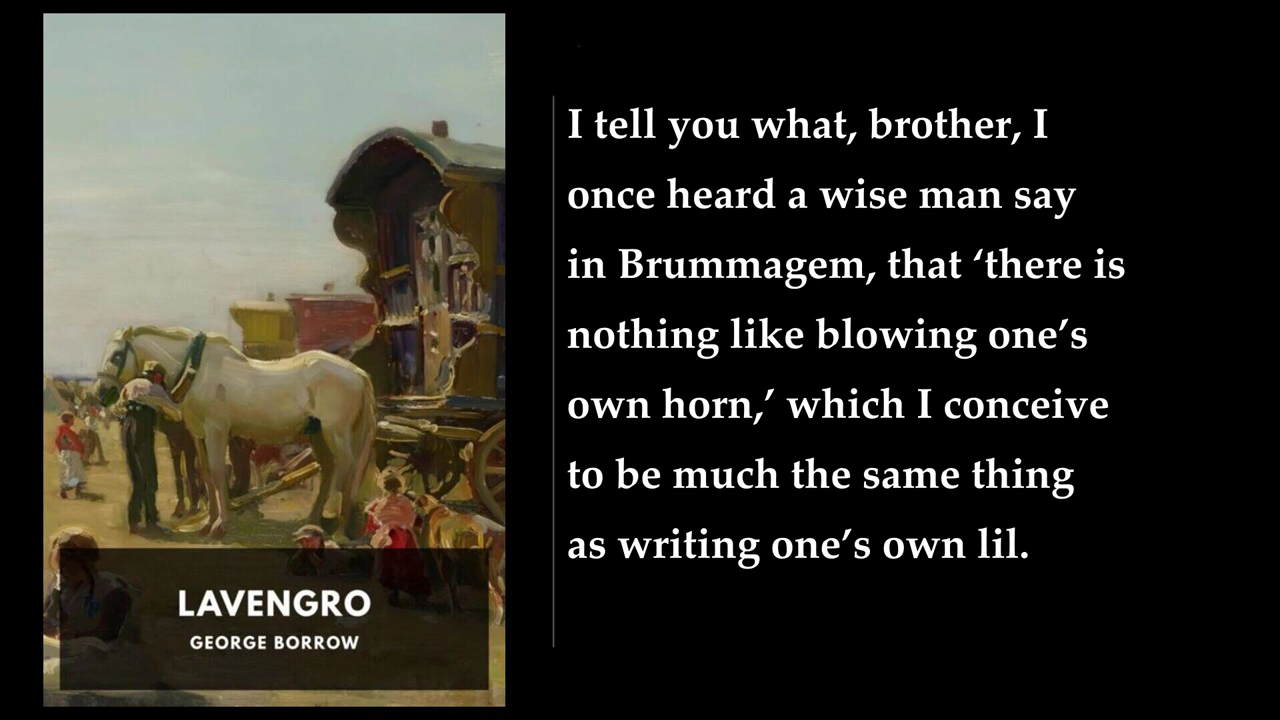 LAVENGRO
GEORGE BORROW
I tell you what, brother, I
once heard a wise man say
in Brummagem, that ‘there is
nothing like blowing one’s
own horn,’ which I conceive
to be much the same thing
as writing one’s own lil.